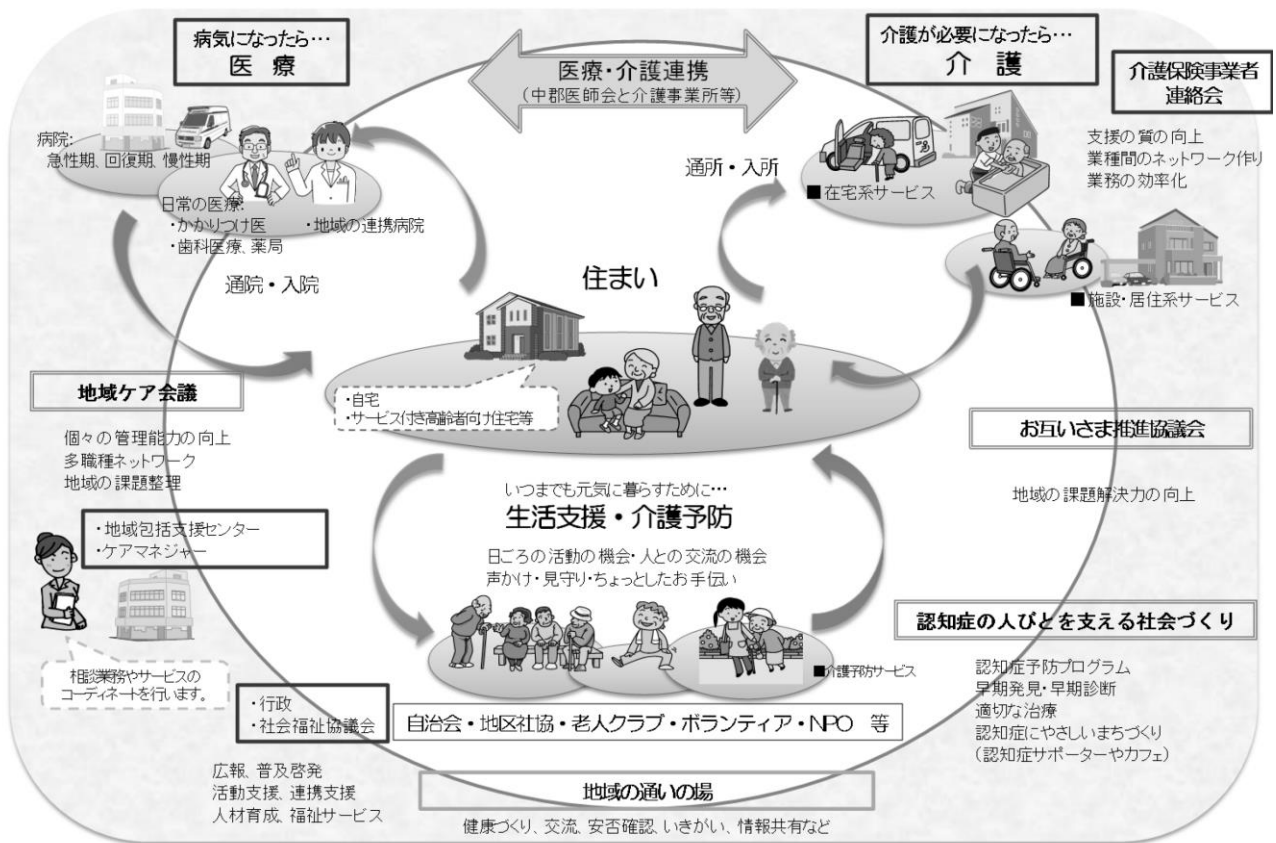 病気になったら…
医 療
医療・介護連携
(中郡医師会と介護事業所等)
介護が必要になったら…
介 護
介護保険事業者
連絡会
支援の質の向上
業種間のネットワーク作り
業務の効率化
病院:
急性期、回復期、慢性期
日常の医療:
・かかりつけ医 ・地域の連携病院
・歯科医療、薬局
通院・入院
通所・入所
■在宅系サービス
■施設・居住系サービス
住まい
・自宅
・サービス付き高齢者向け住宅等
地域ケア会議
個々の管理能力の向上
多職種ネットワーク
地域の課題整理
・地域包括支援センター
・ケアマネジャー
相談業務やサービスの
コーディネートを行います。
お互いさま推進協議会
地域の課題解決力の向上
いつまでも元気に暮らすために…
生活支援・介護予防
日ごろの活動の機会・人との交流の機会
声かけ・見守り・ちょっとしたお手伝い
■介護予防サービス
認知症の人びとを支える社会づくり
認知症予防プログラム
早期発見・早期診断
適切な治療
認知症にやさしいまちづくり
(認知症サポーターやカフェ)
・行政
・社会福祉協議会
自治会・地区社協・老人クラブ・ボランティア・NPO 等
広報、普及啓発
活動支援、連携支援
人材育成、福祉サービス
地域の通いの場
健康づくり、交流、安否確認、いきがい、情報共有など